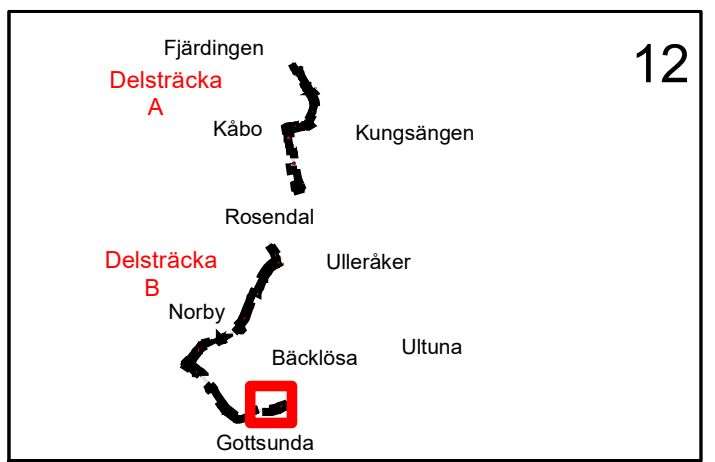 Fjärdingen
12
Delsträcka
A
Kåbo
Kungsängen
Rosendal
Delsträcka
B
Ulleråker
Norby
Ultuna
Bäcklösa
Gottsunda